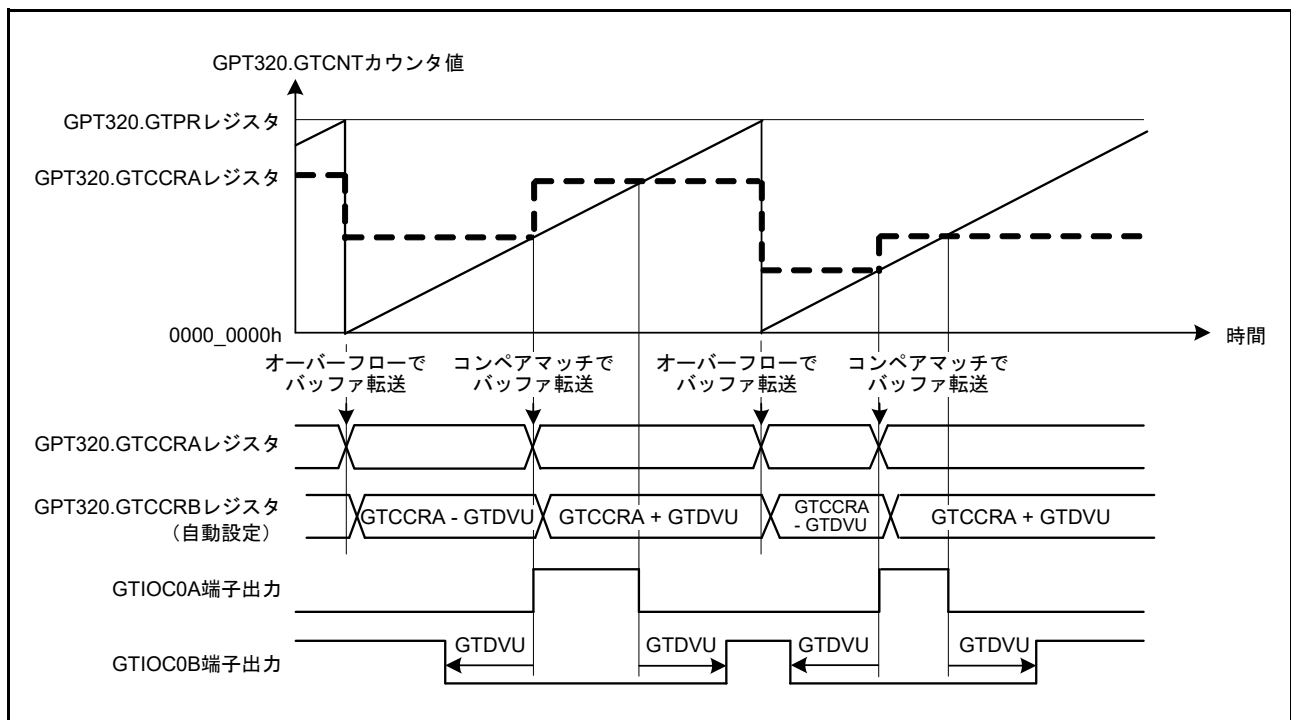 GPT320.GTCNTカウンタ値
GPT320.GTPRレジスタ
GPT320.GTCCRAレジスタ
0000_0000h
時間
オーバーフローで
バッファ転送
コンペアマッチで
バッファ転送
オーバーフローで
バッファ転送
コンペアマッチで
バッファ転送
GPT320.GTCCRAレジスタ
GPT320.GTCCRBレジスタ
（自動設定）
GTCCRA - GTDVU
GTCCRA + GTDVU
GTCCRA
- GTDVU
GTCCRA + GTDVU
GTIOC0A端子出力
GTIOC0B端子出力
GTDVU
GTDVU
GTDVU
GTDVU